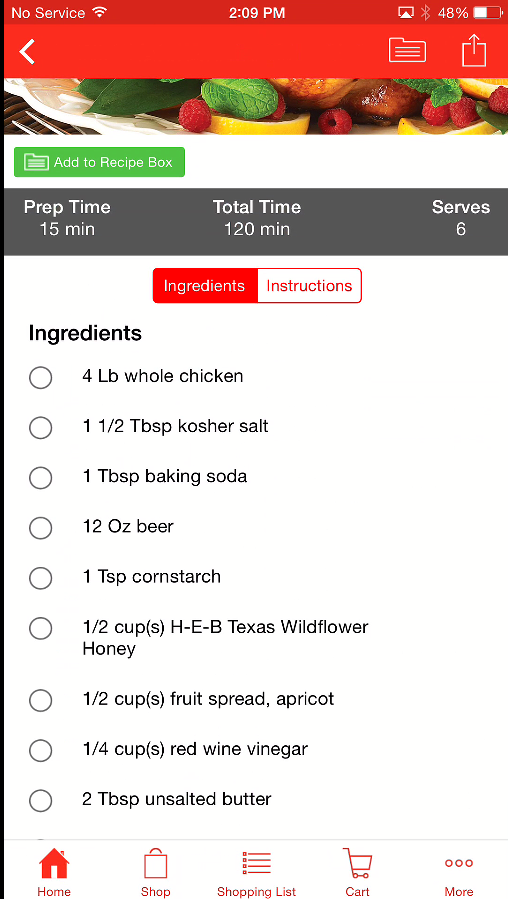 No Service 2:09 PM 48%
Add to Recipe Box
Prep Time Total Time Serves
15 min 120 min 6
Ingredients Instructions
Ingredients
4 Lb whole chicken
1 1/2 Tbsp kosher salt
1 Tbsp baking soda
12 Oz beer
1 Tsp cornstarch
1/2 cup(s) H-E-B Texas Wildflower
Honey
1/2 cup(s) fruit spread, apricot
1/4 cup(s) red wine vinegar
2 Tbsp unsalted butter
Home Shop Shopping List Cart More